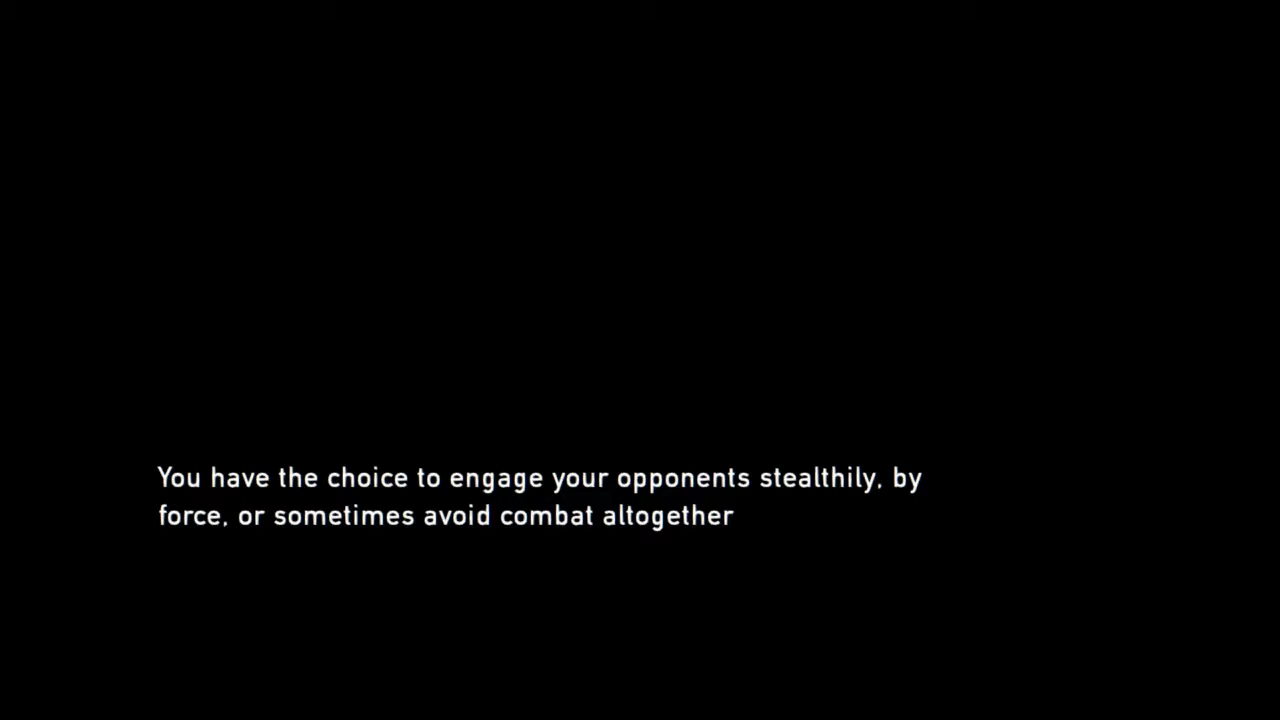 You have the choice to engage your opponents stealthily, by
force, or sometimes avoid combat altogether